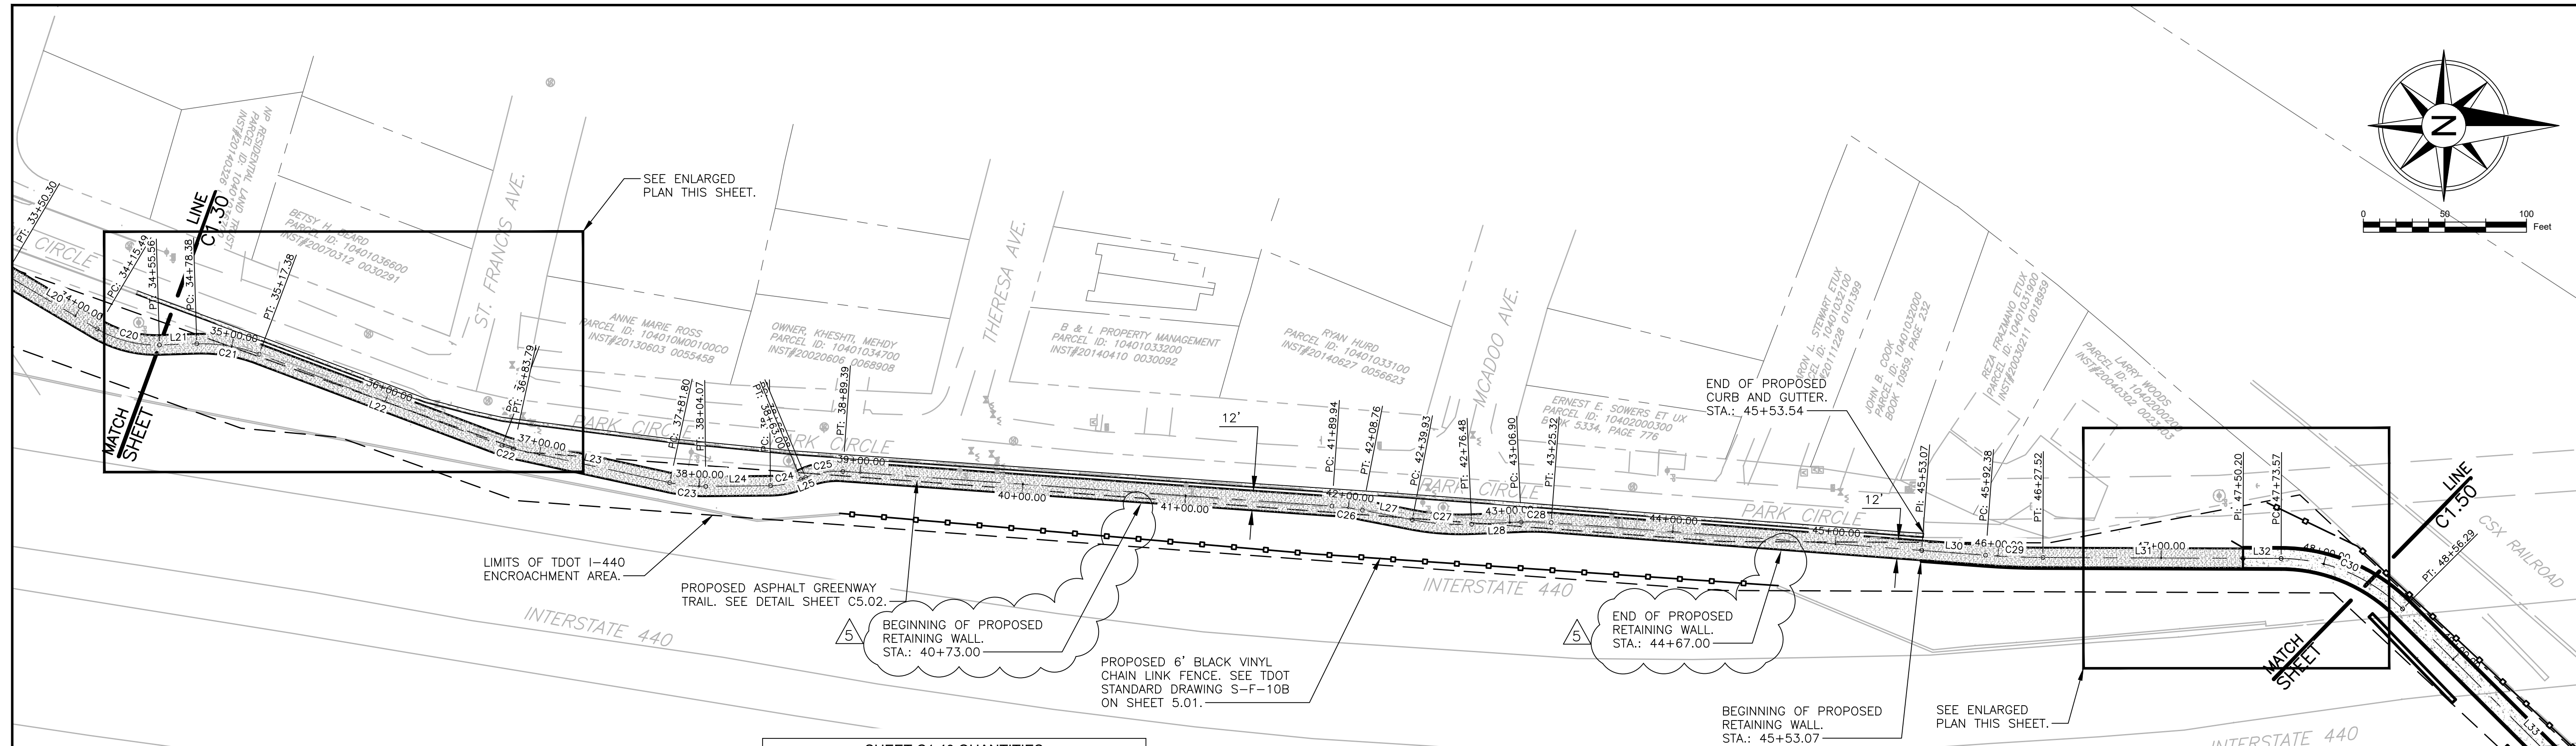 SEE ENLARGED
PLAN THIS SHEET.
N
0 50 100
Feet
PT: 33+50.30
LINE
C1.30
PC: 34+15.49
PT: 34+55.56
PC: 34+78.38
PT: 35+17.38
BETSY H. BEARD
PARCEL ID: 10401036600
INST#20070312 0030291
ST. FRANCIS AVE.
CIRCLE
L20
34+00.00
C20
L21
35+00.00
C21
36+00.00
L22
MATCH
SHEET
PT: 36+83.79
37+00.00
C22
L23
ANNE MARIE ROSS
PARCEL ID: 104010M00100CO
INST#20130603 0055458
OWNER, KHESHTI, MEHDY
PARCEL ID: 10401034700
INST#20020606 0068908
PARK CIRCLE
PC: 37+81.80
PT: 38+04.07
PT: 38+89.39
38+00.00
C23
L24
C24
L25
C25
39+00.00
THERESA AVE.
B & L PROPERTY MANAGEMENT
PARCEL ID: 10401033200
INST#20140410 0030092
RYAN HURD
PARCEL ID: 10401033100
INST#20140627 0056623
MCADOO AVE.
12'
40+00.00
41+00.00
PC: 41+89.94
PT: 42+08.76
PC: 42+39.93
PT: 42+76.48
PC: 43+06.90
PT: 43+25.32
42+00.00
C26
L27
C27
L28
C28
PARK CIRCLE
ERNEST E. SOWERS ET UX
PARCEL ID: 10402000300
BOOK 5334, PAGE 776
44+00.00
45+00.00
PARK CIRCLE
12'
END OF PROPOSED
CURB AND GUTTER.
STA.: 45+53.54
JOHN B. COOK
PARCEL ID: 10401032000
BOOK 10859, PAGE 232
REZA FRAZMAND ETUX
PARCEL ID: 10401031900
INST#20030211 0018959
LARRY WOODS
PARCEL ID: 10402000200
PI: 45+53.07
PC: 45+92.38
PT: 46+27.52
L30
C29
L31
PI: 47+50.20
PC: 47+73.57
L32
C30
PT: 48+56.29
LINE
C1.50
CSX RAILROAD
MATCH
SHEET
L33
LIMITS OF TDOT I-440
ENCROACHMENT AREA.
PROPOSED ASPHALT GREENWAY
TRAIL. SEE DETAIL SHEET C5.02.
INTERSTATE 440
5
BEGINNING OF PROPOSED
RETAINING WALL.
STA.: 40+73.00
PROPOSED 6' BLACK VINYL
CHAIN LINK FENCE. SEE TDOT
STANDARD DRAWING S-F-10B
ON SHEET 5.01.
INTERSTATE 440
5
END OF PROPOSED
RETAINING WALL.
STA.: 44+67.00
BEGINNING OF PROPOSED
RETAINING WALL.
STA.: 45+53.07
SEE ENLARGED
PLAN THIS SHEET.
INTERSTATE 440